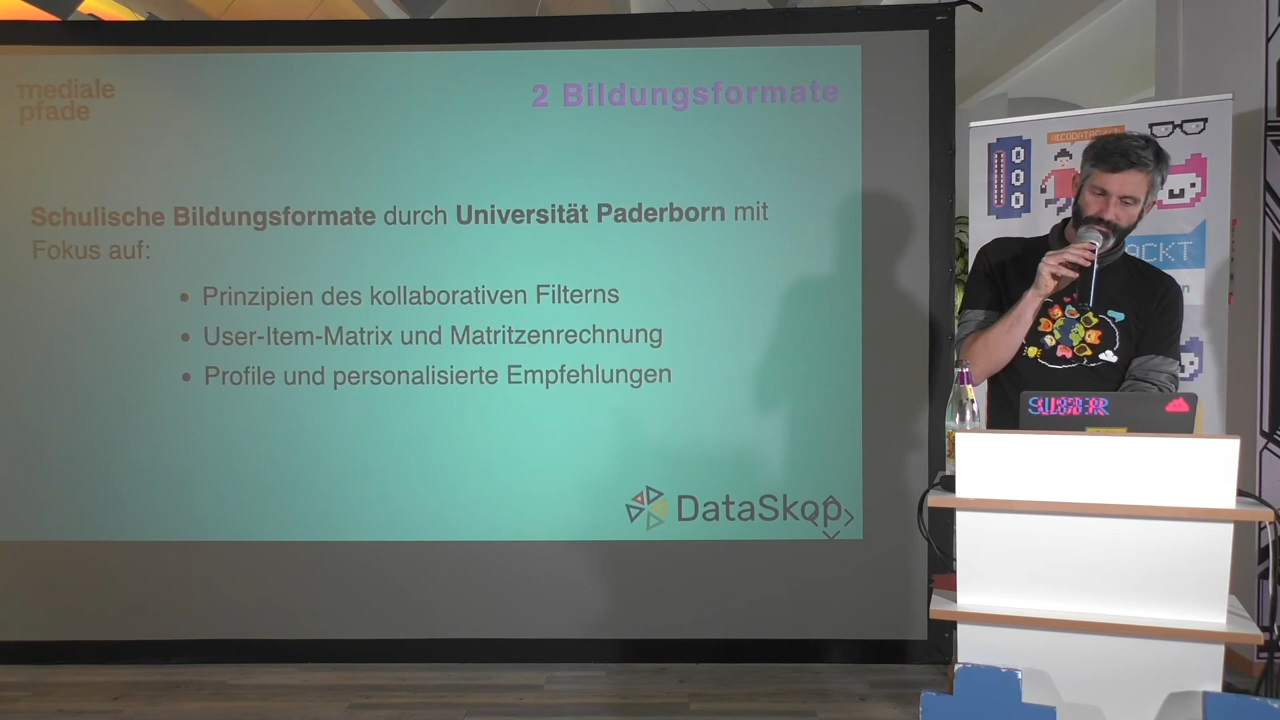 mediale
pfade
2 Bildungsformate
Schulische Bildungsformate durch Universität Paderborn mit
Fokus auf:
• Prinzipien des kollaborativen Filterns
• User-Item-Matrix und Matritzenrechnung
• Profile und personalisierte Empfehlungen
DataSkop
ACKT